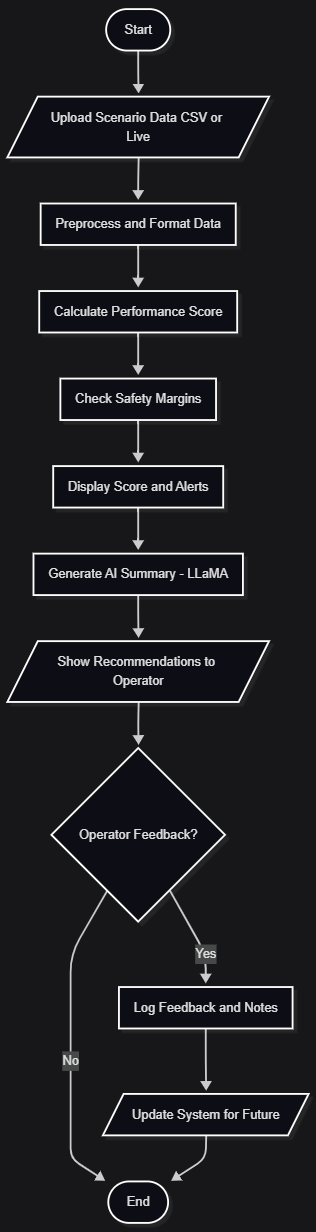 Start
Upload Scenario Data CSV or
Live
Preprocess and Format Data
Calculate Performance Score
Check Safety Margins
Display Score and Alerts
Generate AI Summary - LLaMA
Show Recommendations to
Operator
Operator Feedback?
Yes
Log Feedback and Notes
No
Update System for Future
End